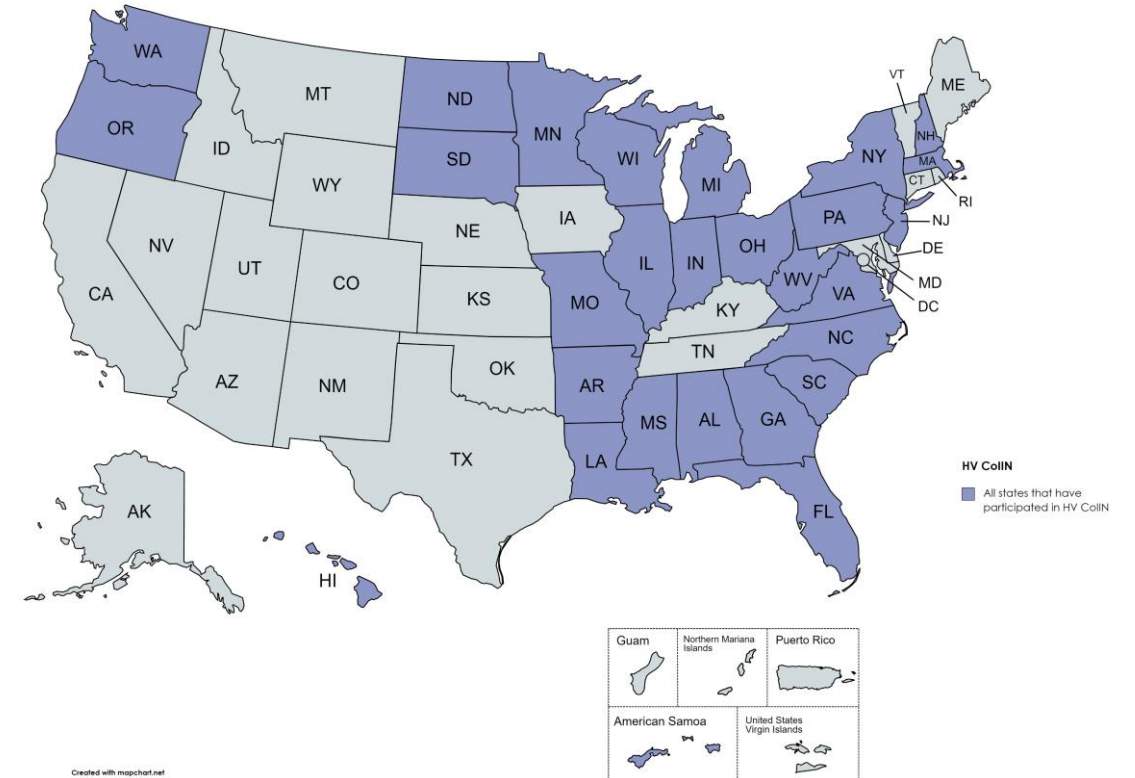 WA
MT
ND
MN
VT
ME
OR
ID
SD
WI
NY
NH
WY
MI
MA
CT
RI
NE
IA
PA
NJ
NV
UT
CO
IL
IN
OH
DE
CA
KS
MO
WV
VA
MD
DC
KY
NC
AZ
NM
OK
AR
TN
SC
MS
AL
GA
TX
LA
FL
AK
HI
HV CoIIN
All states that have
participated in HV CoIIN
Guam
Northern Mariana
Islands
Puerto Rico
American Samoa
United States
Virgin Islands
Created with mapchart.net